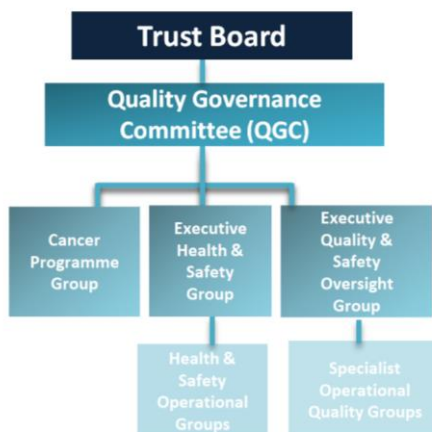 Trust Board
Quality Governance
Committee (QGC)
Cancer
Programme
Group
Executive
Health &
Safety
Group
Executive
Quality &
Safety
Oversight
Group
Health &
Safety
Operational
Groups
Specialist
Operational
Quality Groups